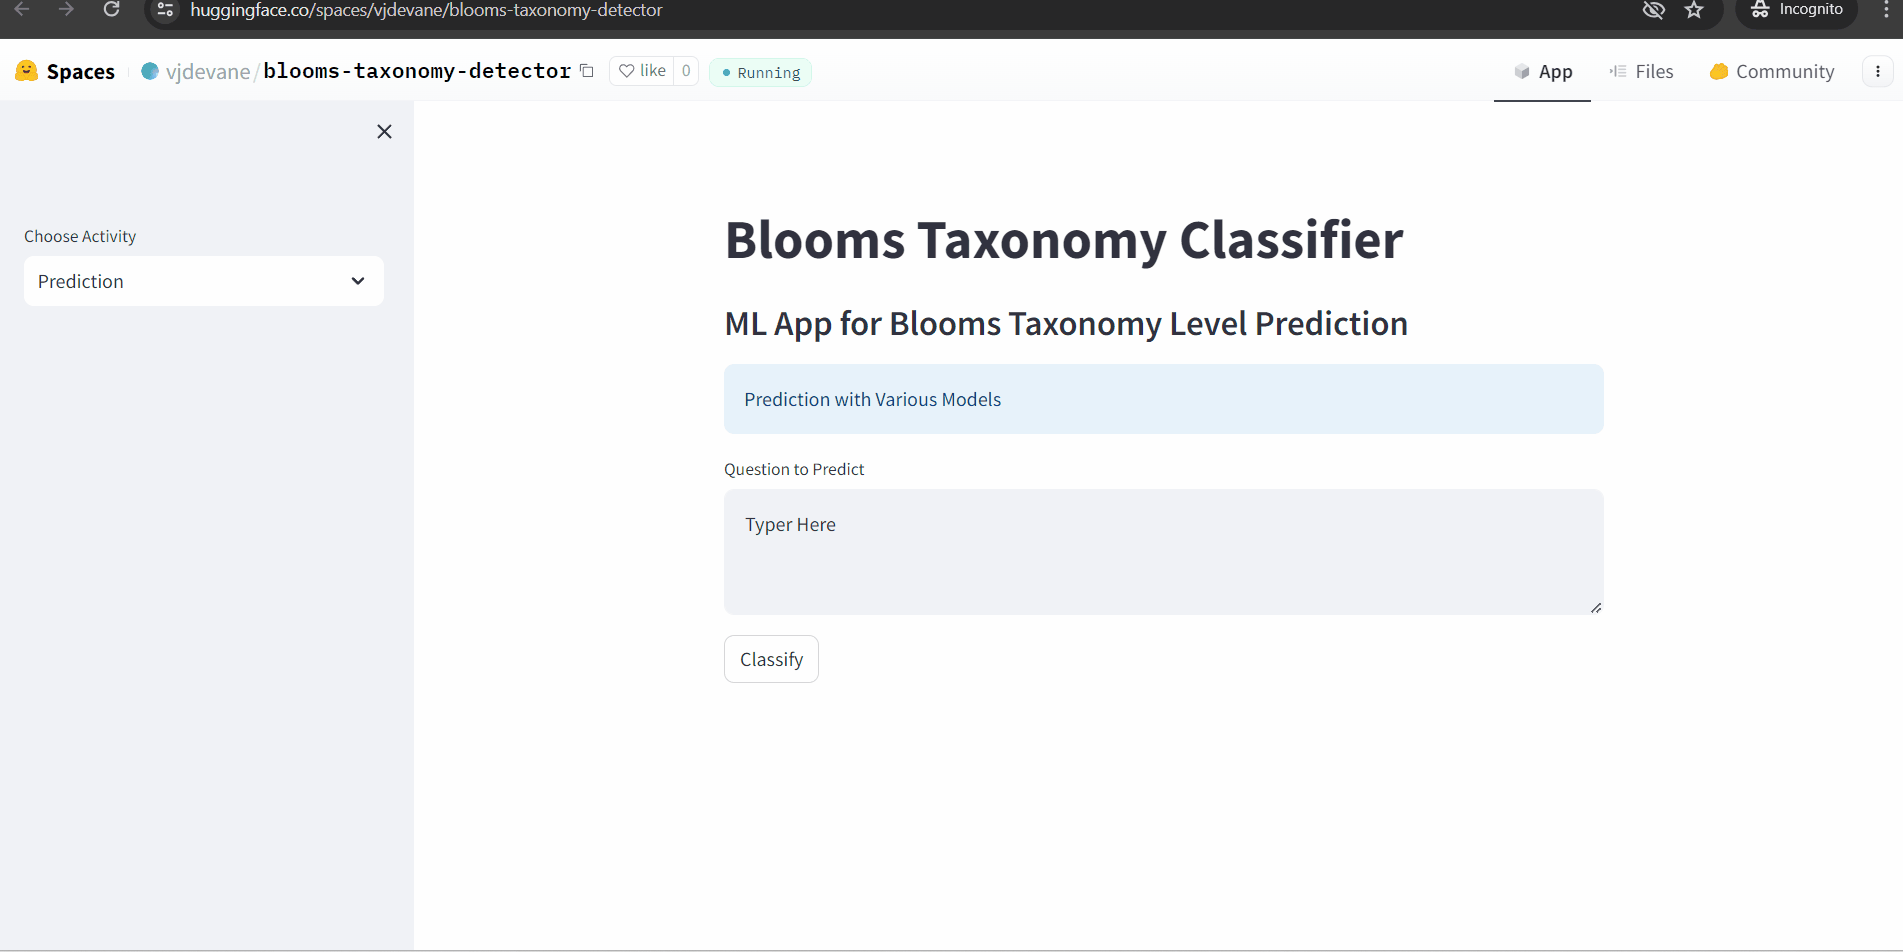 huggingface.co/spaces/vjdevane/blooms-taxonomy-detector
Incognito
Spaces vjdevane/blooms-taxonomy-detector like 0 Running
App Files Community
Choose Activity
Prediction
Blooms Taxonomy Classifier
ML App for Blooms Taxonomy Level Prediction
Prediction with Various Models
Question to Predict
Typer Here
Classify